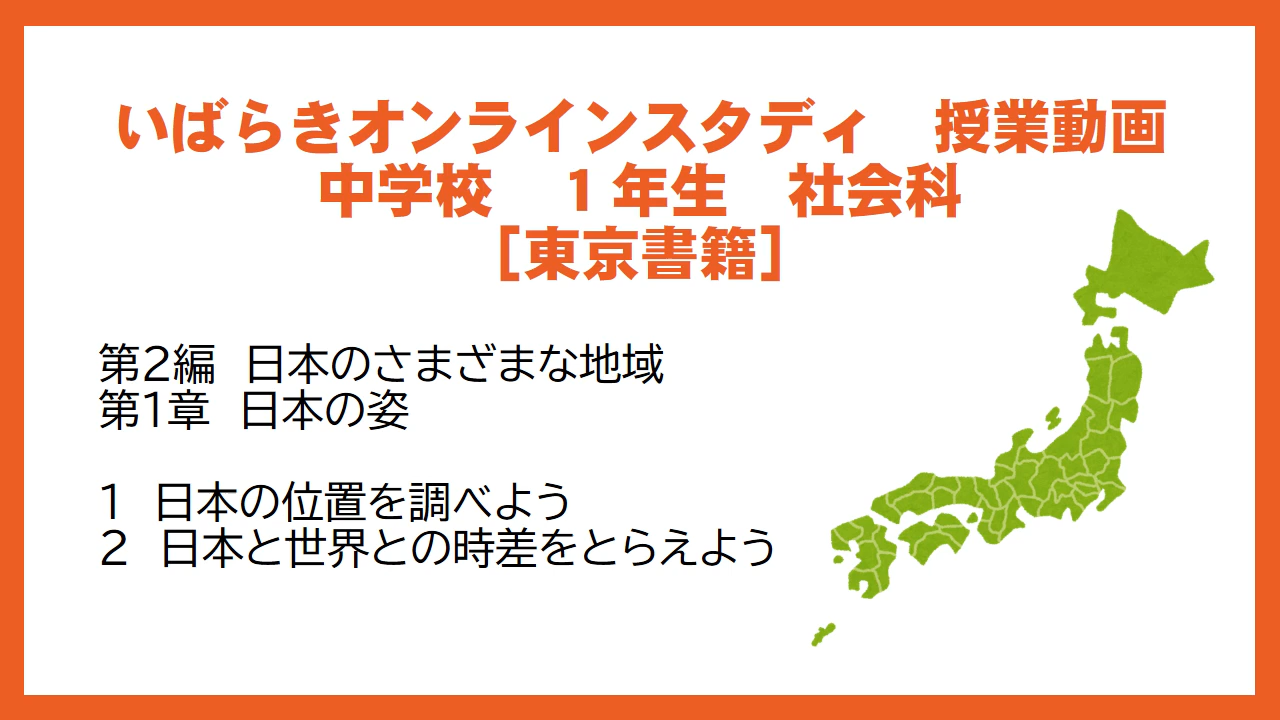 いばらきオンラインスタディ　授業動画
中学校　１年生　社会科
［東京書籍］
第2編　日本のさまざまな地域
第1章　日本の姿
1　日本の位置を調べよう
2　日本と世界との時差をとらえよう